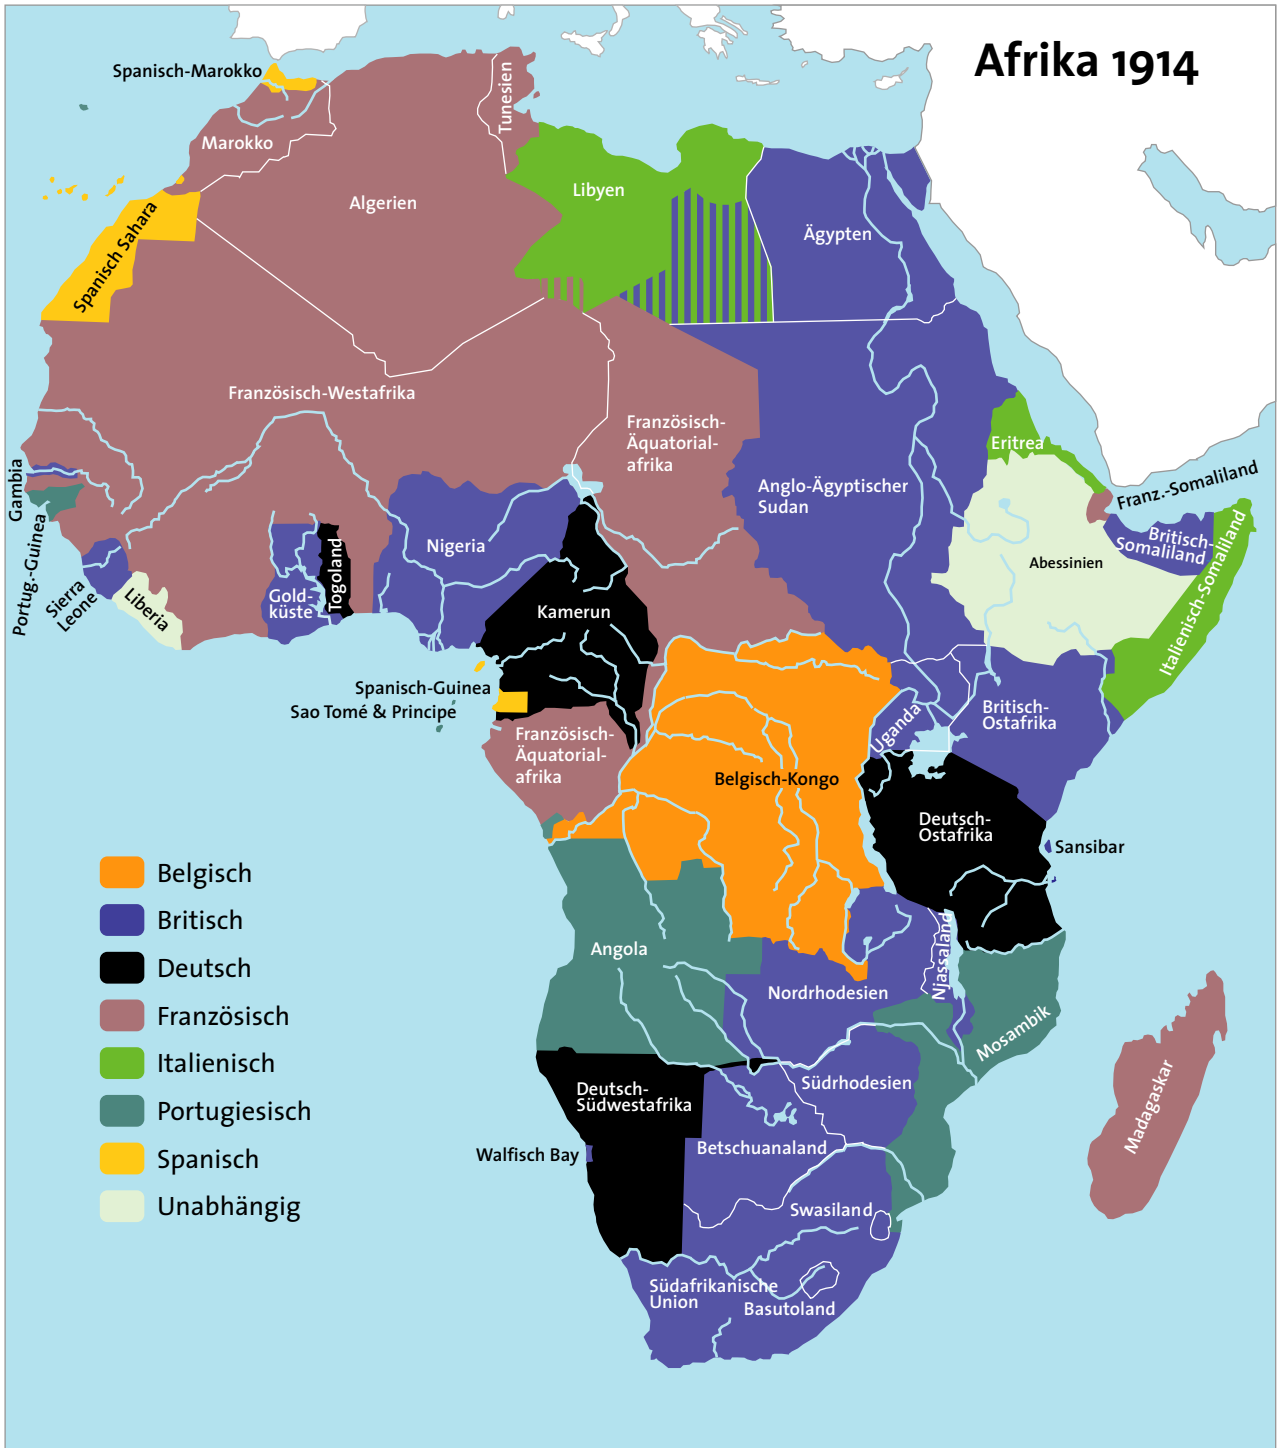 Afrika 1914
Spanisch-Marokko
Tunesien
Marokko
Algerien
Libyen
Ägypten
Spanisch Sahara
Französisch-Westafrika
Französisch-
Äquatorial-
afrika
Eritrea
Franz.-Somaliland
Anglo-Ägyptischer
Sudan
Gambia
Portug.-Guinea
Sierra
Leone
Liberia
Gold-
küste
Togoland
Nigeria
Kamerun
Abessinien
Britisch-
Somaliland
Italienisch-Somaliland
Spanisch-Guinea
Sao Tomé & Principe
Französisch-
Äquatorial-
afrika
Uganda
Britisch-
Ostafrika
Belgisch-Kongo
Deutsch-
Ostafrika
Sansibar
Angola
Njassaland
Nordrhodesien
Mosambik
Madagaskar
Deutsch-
Südwestafrika
Südrhodesien
Walfisch Bay
Betschuanaland
Swasiland
Südafrikanische
Union
Basutoland
Belgisch
Britisch
Deutsch
Französisch
Italienisch
Portugiesisch
Spanisch
Unabhängig